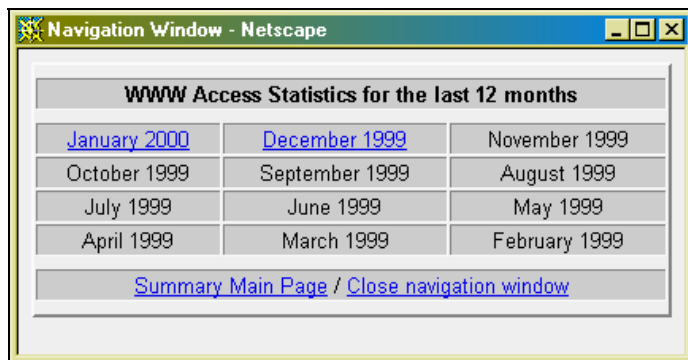 Navigation Window - Netscape
WWW Access Statistics for the last 12 months
January 2000 December 1999 November 1999
October 1999 September 1999 August 1999
July 1999 June 1999 May 1999
April 1999 March 1999 February 1999
Summary Main Page / Close navigation window